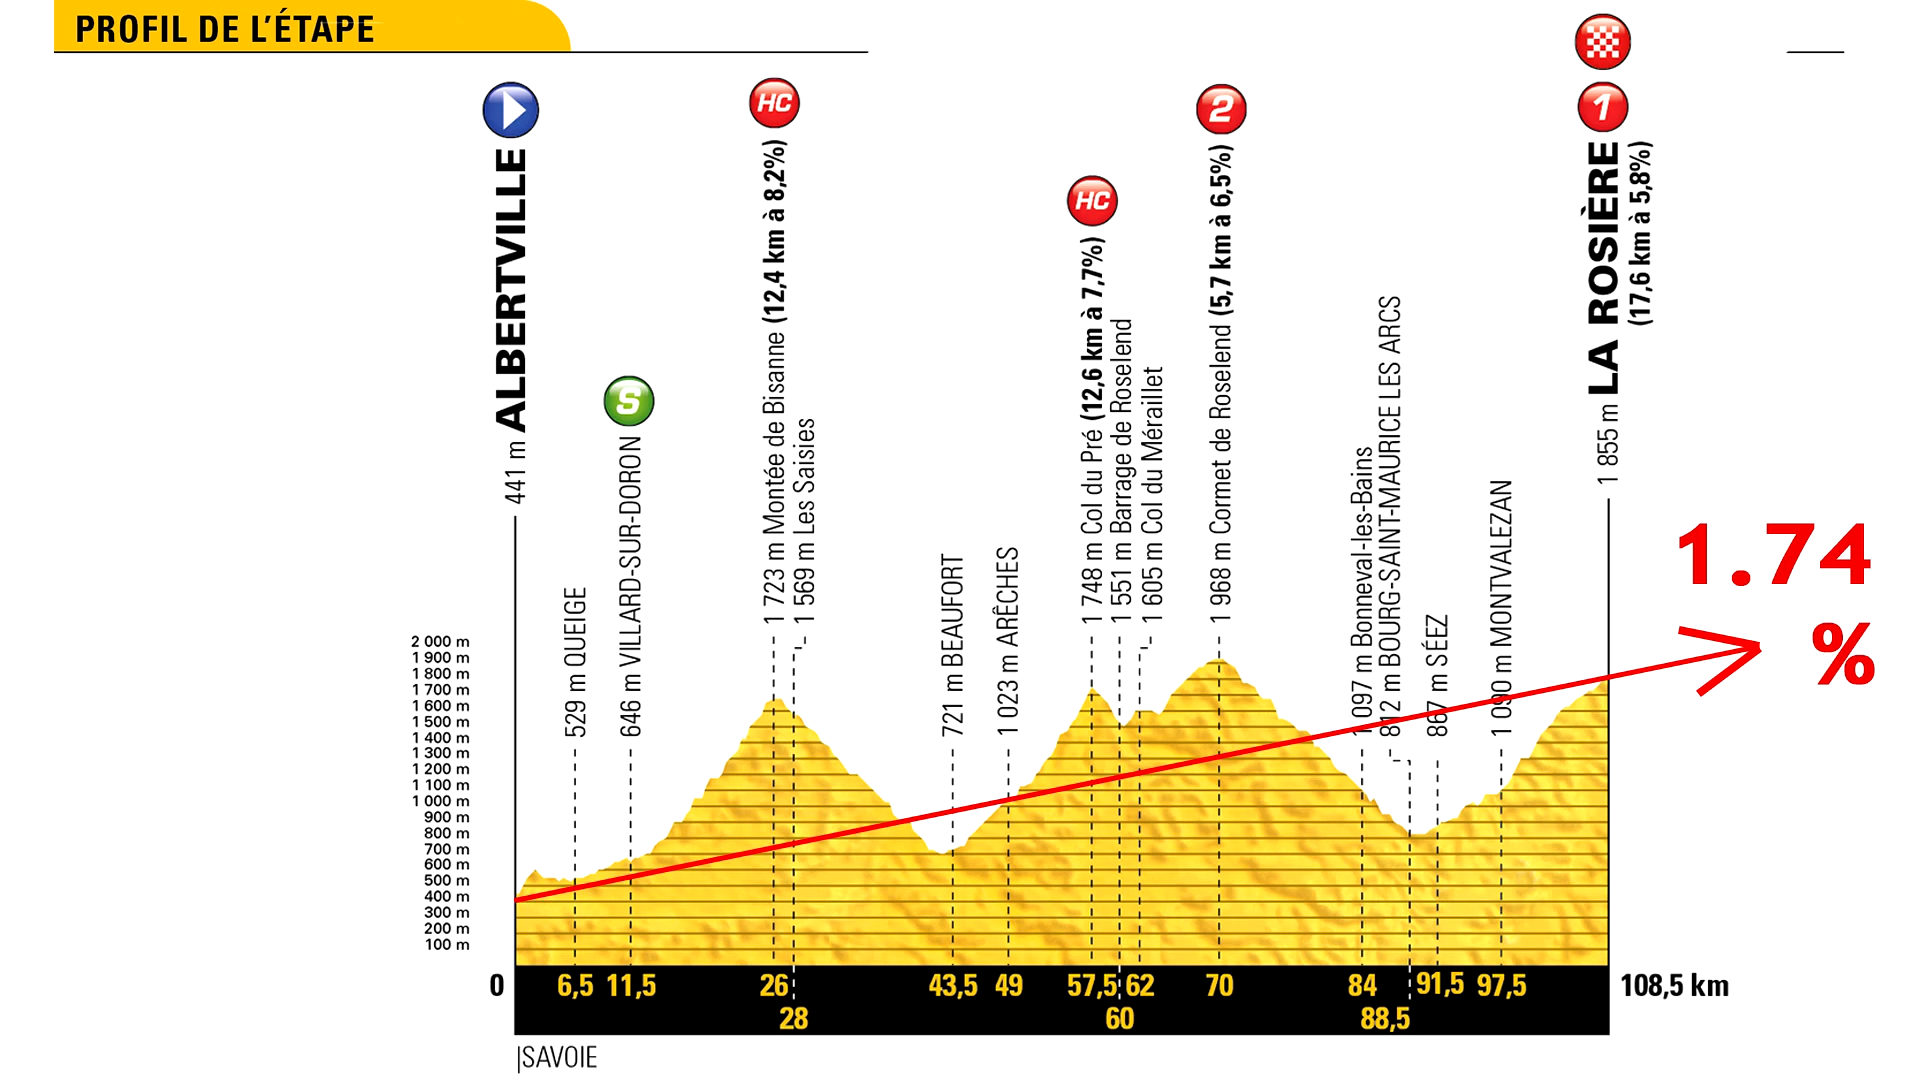 PROFIL DE L'ÉTAPE
441 m ALBERTVILLE
529 m QUEIGE
S
646 m VILLARD-SUR-DORON
HC
1 723 m Montée de Bisanne (12,4 km à 8,2%)
1 569 m Les Saisies
721 m BEAUFORT
1 023 m ARÊCHES
HC
1 748 m Col du Pré (12,6 km à 7,7%)
1 551 m Barrage de Roselend
1 605 m Col du Méraillet
2
1 968 m Cormet de Roselend (15,7 km à 6,5%)
1 097 m Bonneval-les-Bains
812 m BOURG-SAINT-MAURICE LES ARCS
867 m SÉEZ
1 090 m MONTVALEZAN
1
1 855 m LA ROSIÈRE
(17,6 km à 5,8%)
1.74
%
2 000 m
1 900 m
1 800 m
1 700 m
1 600 m
1 500 m
1 400 m
1 300 m
1 200 m
1 100 m
1 000 m
900 m
800 m
700 m
600 m
500 m
400 m
300 m
200 m
100 m
0 6,5 11,5 26 43,5 49 57,5 62 70 84 91,5 97,5 108,5 km
28 60 88,5
|SAVOIE